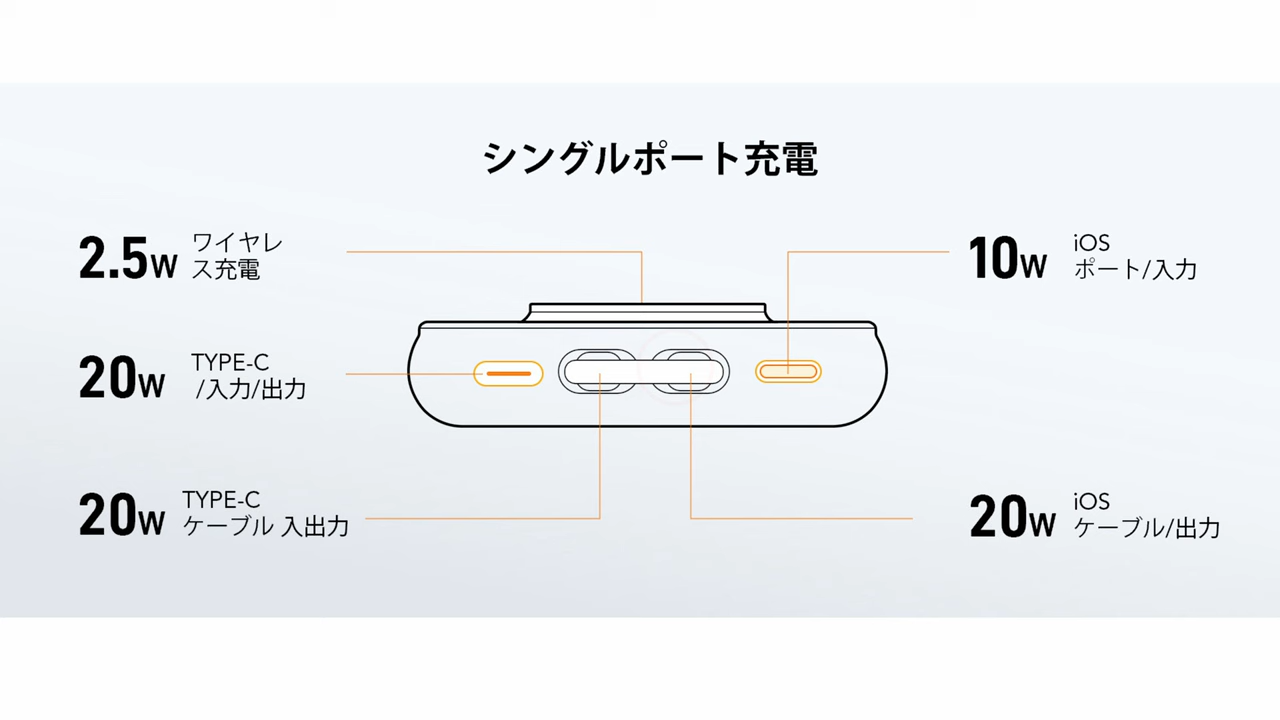 シングルポート充電
2.5W ワイヤレ
ス充電
20W TYPE-C
/入力/出力
20W TYPE-C
ケーブル 入出力
10W iOS
ポート/入力
20W iOS
ケーブル/出力